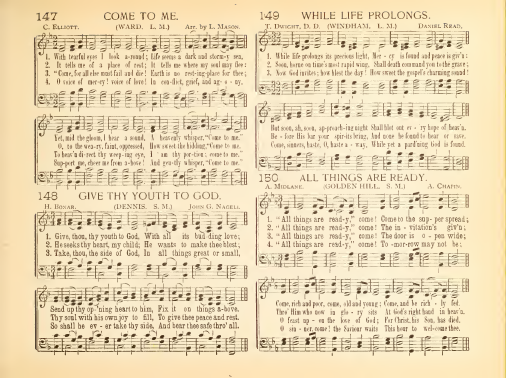 147 COME TO ME.
C. ELLIOTT. (WARD, L. M.) Arr. by L. MASON.
1. With tearful eyes I look a-round, Life seems a dark and storm-y sea,
2. It tells me of a place of rest; It tells me where my soul may flee:
3. "Come, for all else must fail and die! Earth is no rest-ing-place for thee;
4. O voice of mer-cy! voice of love! In con-flict, grief, and ag-o-ny,
Yet, mid the gloom, I hear a sound, A heavenly whisper, "Come to me."
O, to the wea-ry, faint, oppressed, How sweet the bidding, "Come to me."
To heav'n di-rect thy weep-ing eye, I am thy por-tion; come to me."
Sup-port me, cheer me from a-bove! And gen-tly whisper, "Come to me."
148 GIVE THY YOUTH TO GOD.
H. BONAR. (DENNIS. S. M.) JOHN G. NAGELI.
1. Give, thou, thy youth to God, With all its bud ding love;
2. He seeks thy heart, my child; He wants to make thee blest;
3. Take, thou, the side of God, In all things great or small,
Send up thy op-'ning heart to him, Fix it on things a-bove.
Thy soul with his own joy to fill, To give thee peace and rest.
So shall he ev-er take thy side, And bear thee safe thro' all.
149 WHILE LIFE PROLONGS.
T. DWIGHT, D. D. (WINDHAM, L. M.) DANIEL READ.
1. While life prolongs its precious light, Mer-cy is found and peace is giv'n;
2. Soon, borne on time's most rapid wing, Shall death command you to the grave;
3. Now God invites; how blest the day! How sweet the gospel's charming sound!
But soon, ah, soon, ap-proach-ing night Shall blot out ev-ry hope of heav'n.
Be-fore His bar your spir-its bring, And none be found to hear or save.
Come, sinners, haste, O, haste a-way, While yet a pard'ning God is found.
150 ALL THINGS ARE READY.
A. MIDLANE. (GOLDEN HILL, S. M.) A. CHAPIN.
1. "All things are read-y," come! Come to the sup-per spread;
2. "All things are read-y," come! The in-vitation's giv'n;
3. "All things are read-y," come! The door is o-pen wide;
4. "All things are read-y," come! To-mor-row may not be;
Come, rich and poor, come, old and young; Come, and be rich-ly fed.
Thro' Him who now in glo-ry sits At God's right hand in heav'n.
O feast up-on the love of God; For Christ, his Son, has died.
O sin-ner, come! the Saviour waits This hour to welcome thee.